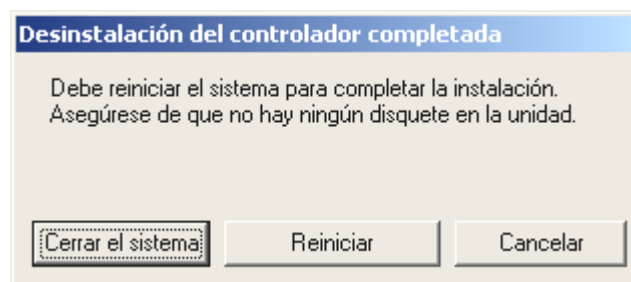 Desinstalación del controlador completada
Debe reiniciar el sistema para completar la instalación.
Asegúrese de que no hay ningún disquete en la unidad.
Cerrar el sistema Reiniciar Cancelar